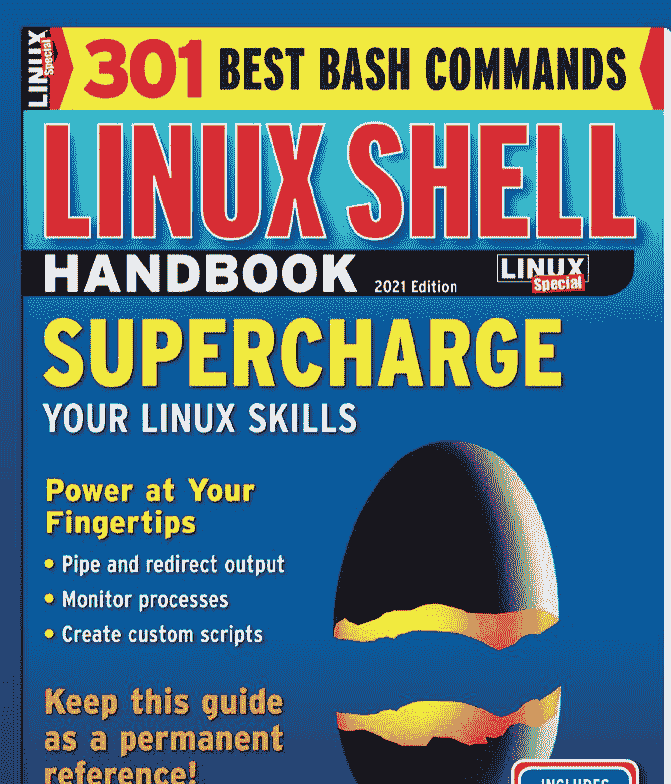 LINUX Special
301 BEST BASH COMMANDS
LINUX SHELL
HANDBOOK 2021 Edition LINUX Special
SUPERCHARGE
YOUR LINUX SKILLS
Power at Your
Fingertips
• Pipe and redirect output
• Monitor processes
• Create custom scripts
Keep this guide
as a permanent
reference!
INCLUDES